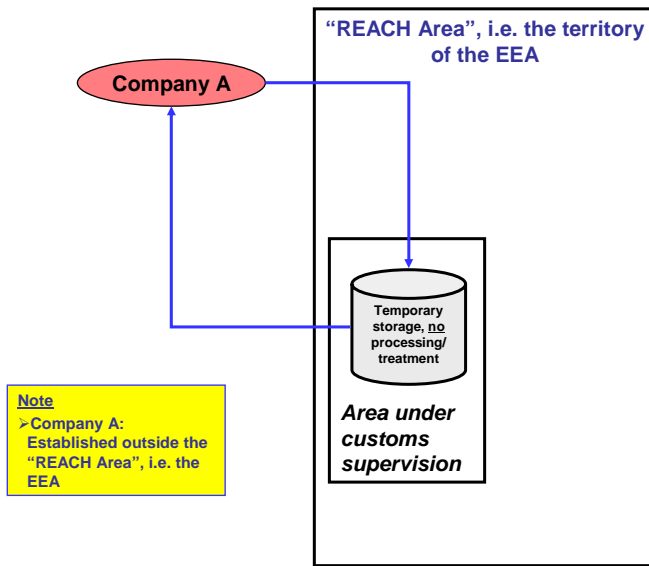 “REACH Area”, i.e. the territory
of the EEA
Company A
Temporary
storage, no
processing/
treatment
Area under
customs
supervision
Note
➢Company A:
Established outside the
“REACH Area”, i.e. the
EEA